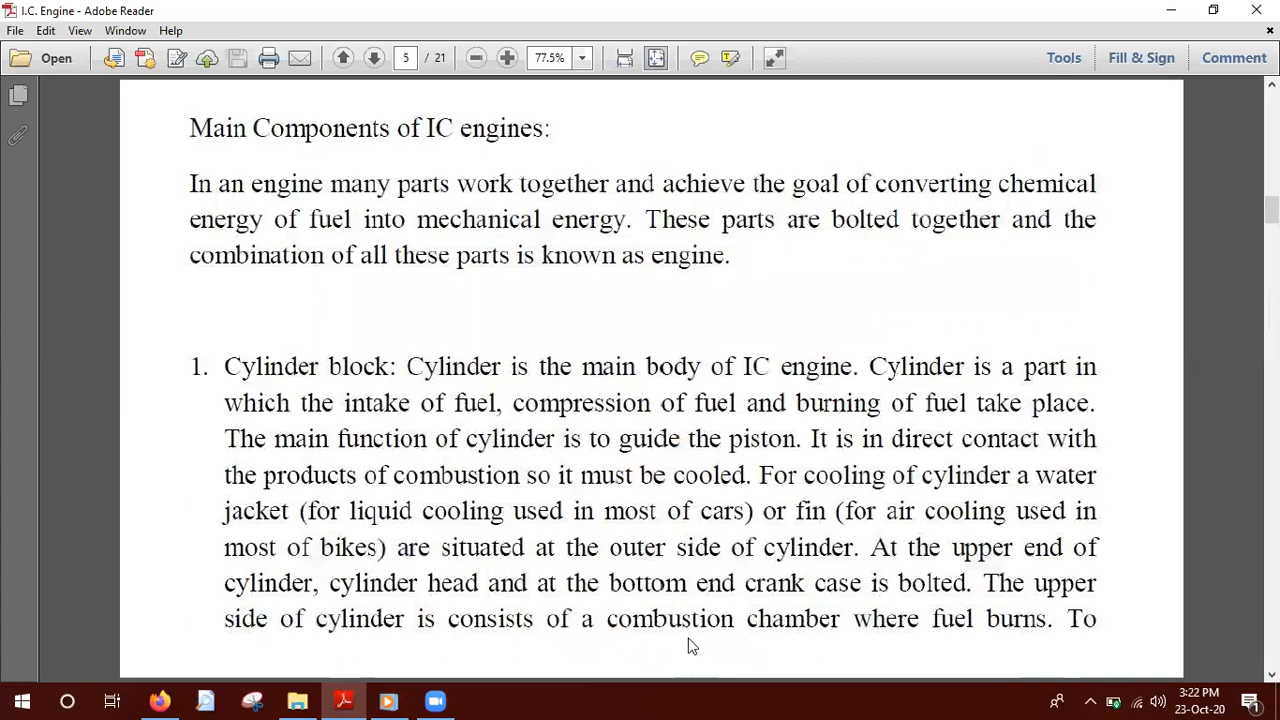 I.C. Engine - Adobe Reader
File Edit View Window Help
Open 5 / 21 77.5% Tools Fill & Sign Comment
Main Components of IC engines:
In an engine many parts work together and achieve the goal of converting chemical
energy of fuel into mechanical energy. These parts are bolted together and the
combination of all these parts is known as engine.
1. Cylinder block: Cylinder is the main body of IC engine. Cylinder is a part in
which the intake of fuel, compression of fuel and burning of fuel take place.
The main function of cylinder is to guide the piston. It is in direct contact with
the products of combustion so it must be cooled. For cooling of cylinder a water
jacket (for liquid cooling used in most of cars) or fin (for air cooling used in
most of bikes) are situated at the outer side of cylinder. At the upper end of
cylinder, cylinder head and at the bottom end crank case is bolted. The upper
side of cylinder is consists of a combustion chamber where fuel burns. To
3:22 PM
23-Oct-20
1